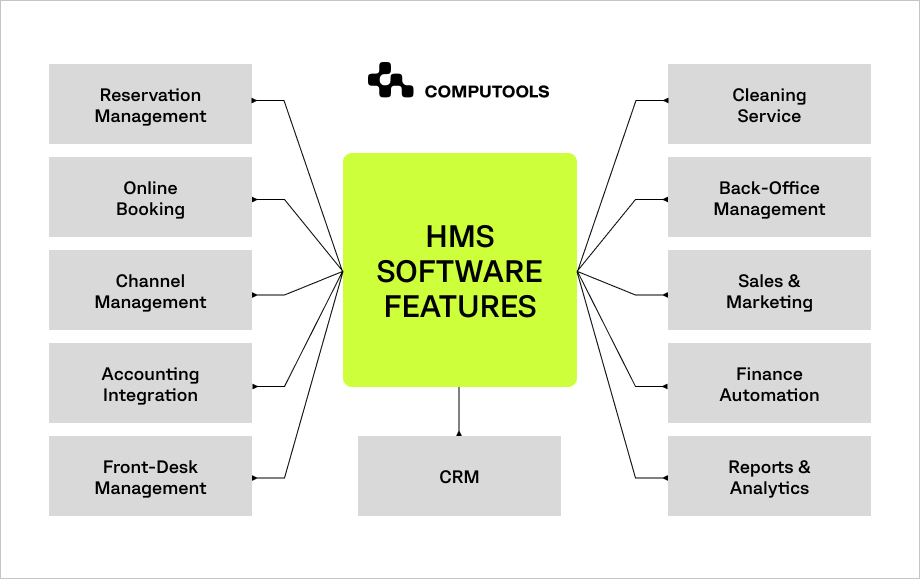 COMPUTOOLS
Reservation
Management
Online
Booking
Channel
Management
Accounting
Integration
Front-Desk
Management
HMS
SOFTWARE
FEATURES
CRM
Cleaning
Service
Back-Office
Management
Sales &
Marketing
Finance
Automation
Reports &
Analytics